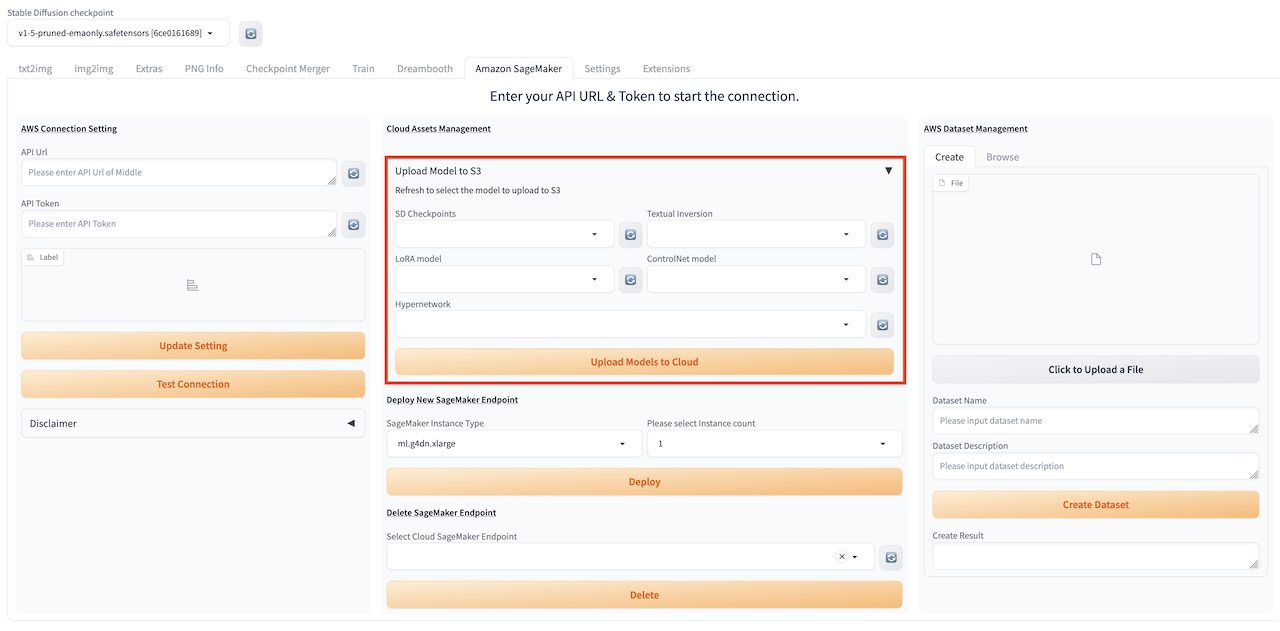 Stable Diffusion checkpoint
v1-5-pruned-emaonly.safetensors [6ce0161689]
txt2img img2img Extras PNG Info Checkpoint Merger Train Dreambooth Amazon SageMaker Settings Extensions
Enter your API URL & Token to start the connection.
AWS Connection Setting
API Url
Please enter API Url of Middle
API Token
Please enter API Token
Label
Update Setting
Test Connection
Disclaimer
Cloud Assets Management
Upload Model to S3
Refresh to select the model to upload to S3
SD Checkpoints
Textual Inversion
LoRA model
ControlNet model
Hypernetwork
Upload Models to Cloud
Deploy New SageMaker Endpoint
SageMaker Instance Type
ml.g4dn.xlarge
Please select Instance count
1
Deploy
Delete SageMaker Endpoint
Select Cloud SageMaker Endpoint
Delete
AWS Dataset Management
Create Browse
File
Click to Upload a File
Dataset Name
Please input dataset name
Dataset Description
Please input dataset description
Create Dataset
Create Result